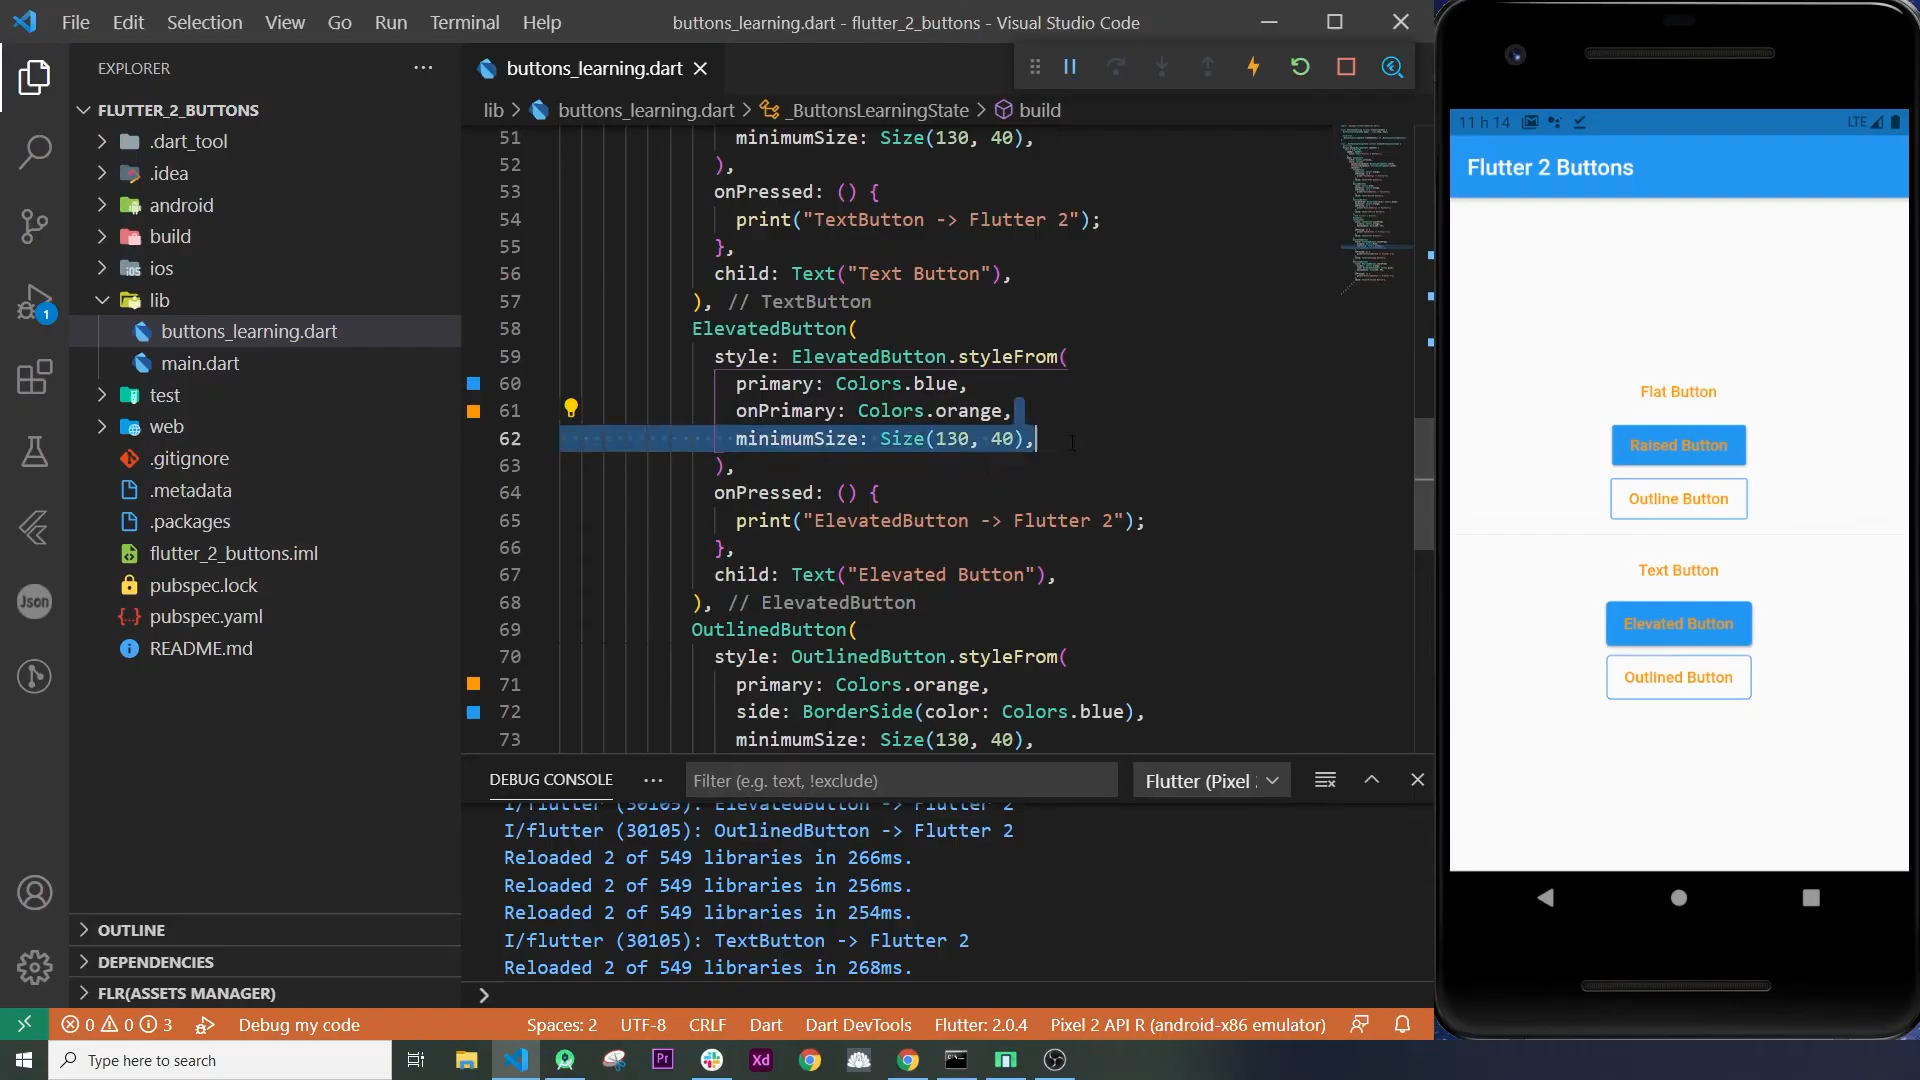 File Edit Selection View Go Run Terminal Help
buttons_learning.dart - flutter_2_buttons - Visual Studio Code
EXPLORER
FLUTTER_2_BUTTONS
.dart_tool
.idea
android
build
ios
lib
buttons_learning.dart
main.dart
test
web
.gitignore
.metadata
.packages
flutter_2_buttons.iml
pubspec.lock
pubspec.yaml
README.md
OUTLINE
DEPENDENCIES
FLR(ASSETS MANAGER)
1
Json
buttons_learning.dart
lib > buttons_learning.dart > _ButtonsLearningState > build
51 minimumSize: Size(130, 40),
52 ),
53 onPressed: () {
54 print("TextButton -> Flutter 2");
55 },
56 child: Text("Text Button"),
57 ), // TextButton
58 ElevatedButton(
59 style: ElevatedButton.styleFrom(
60 primary: Colors.blue,
61 onPrimary: Colors.orange,
62 minimumSize: Size(130, 40),
63 ),
64 onPressed: () {
65 print("ElevatedButton -> Flutter 2");
66 },
67 child: Text("Elevated Button"),
68 ), // ElevatedButton
69 OutlinedButton(
70 style: OutlinedButton.styleFrom(
71 primary: Colors.orange,
72 side: BorderSide(color: Colors.blue),
73 minimumSize: Size(130, 40),
DEBUG CONSOLE
Filter (e.g. text, !exclude)
Flutter (Pixel
I/flutter (30105): ElevatedButton -> Flutter 2
I/flutter (30105): OutlinedButton -> Flutter 2
Reloaded 2 of 549 libraries in 266ms.
Reloaded 2 of 549 libraries in 256ms.
Reloaded 2 of 549 libraries in 254ms.
I/flutter (30105): TextButton -> Flutter 2
Reloaded 2 of 549 libraries in 268ms.
11 h 14
LTE
Flutter 2 Buttons
Flat Button
Raised Button
Outline Button
Text Button
Elevated Button
Outlined Button
0 0 3 Debug my code
Spaces: 2 UTF-8 CRLF Dart Dart DevTools Flutter: 2.0.4 Pixel 2 API R (android-x86 emulator)
Type here to search
Pr
Xd